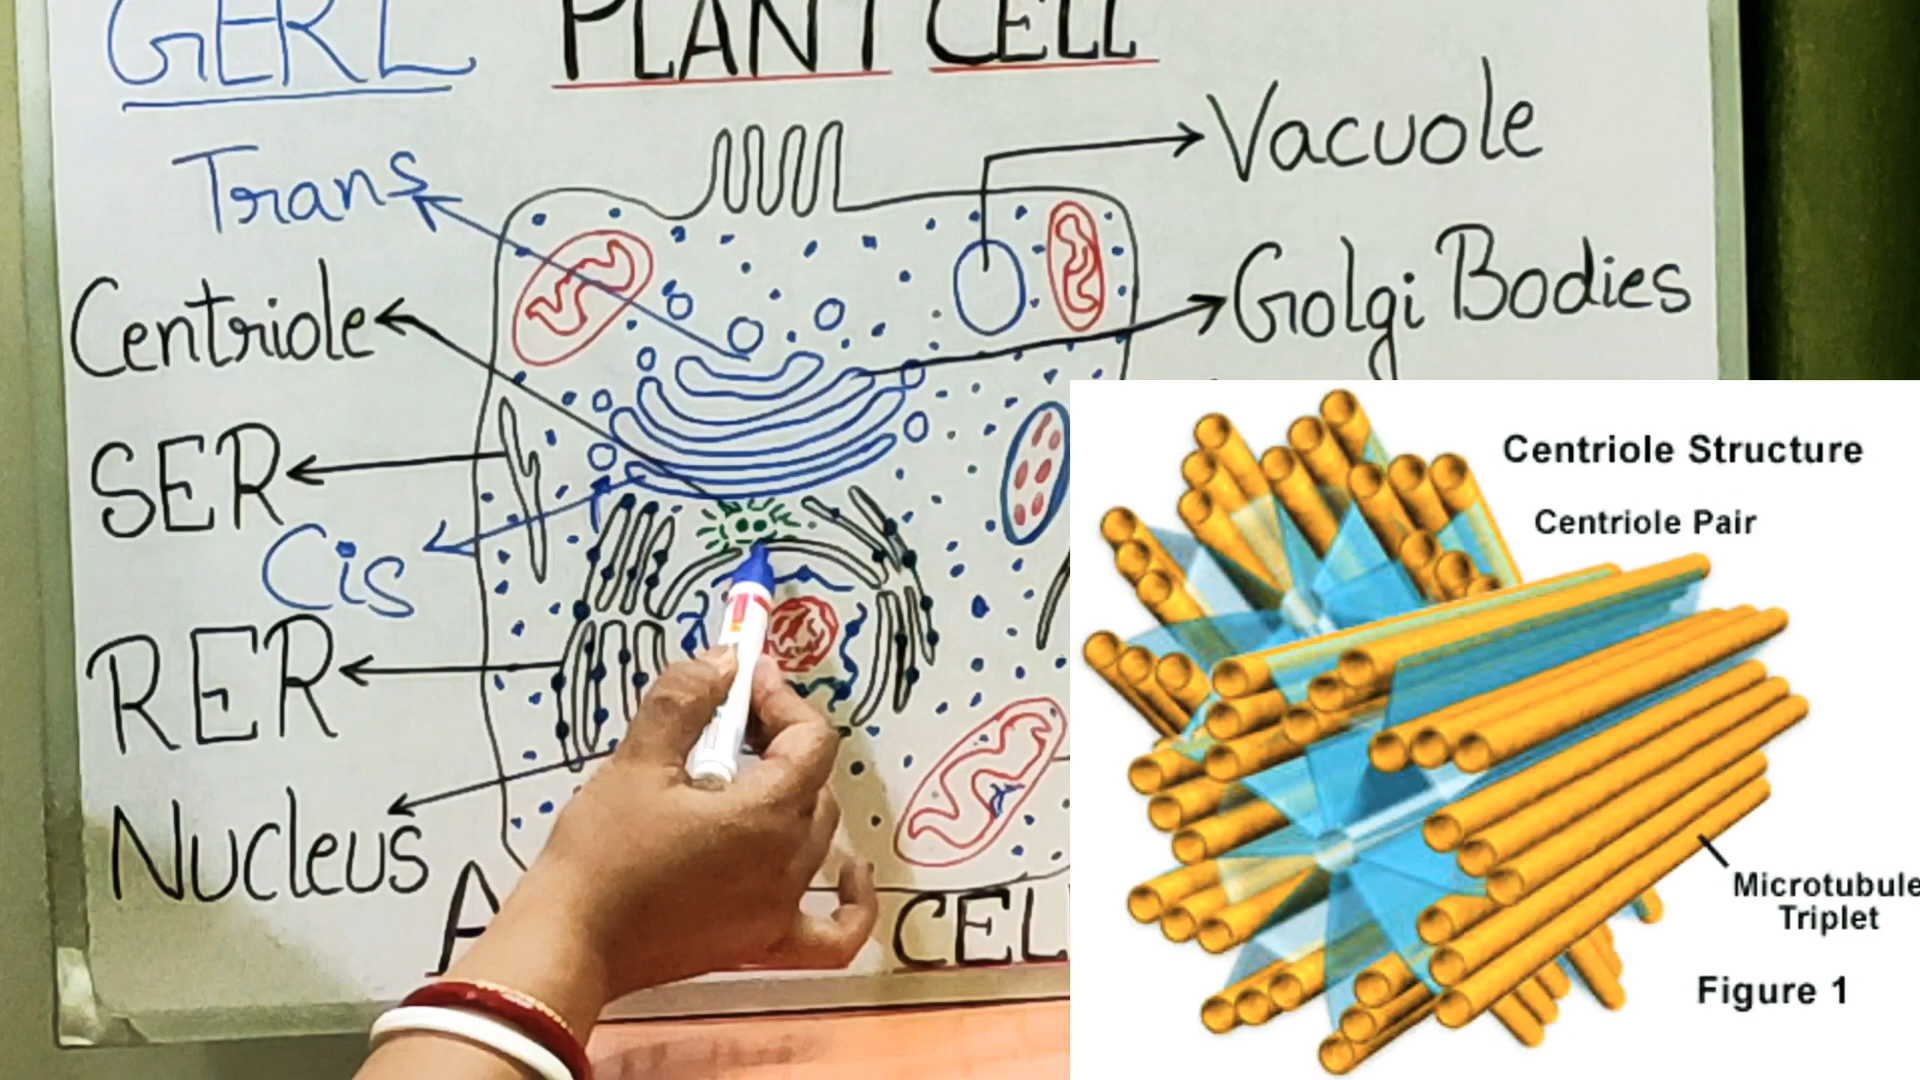 GERL PLANT CELL
Trans
Vacuole
Centriole
Golgi Bodies
SER
Cis
RER
Nucleus
CEL
Centriole Structure
Centriole Pair
Microtubule
Triplet
Figure 1